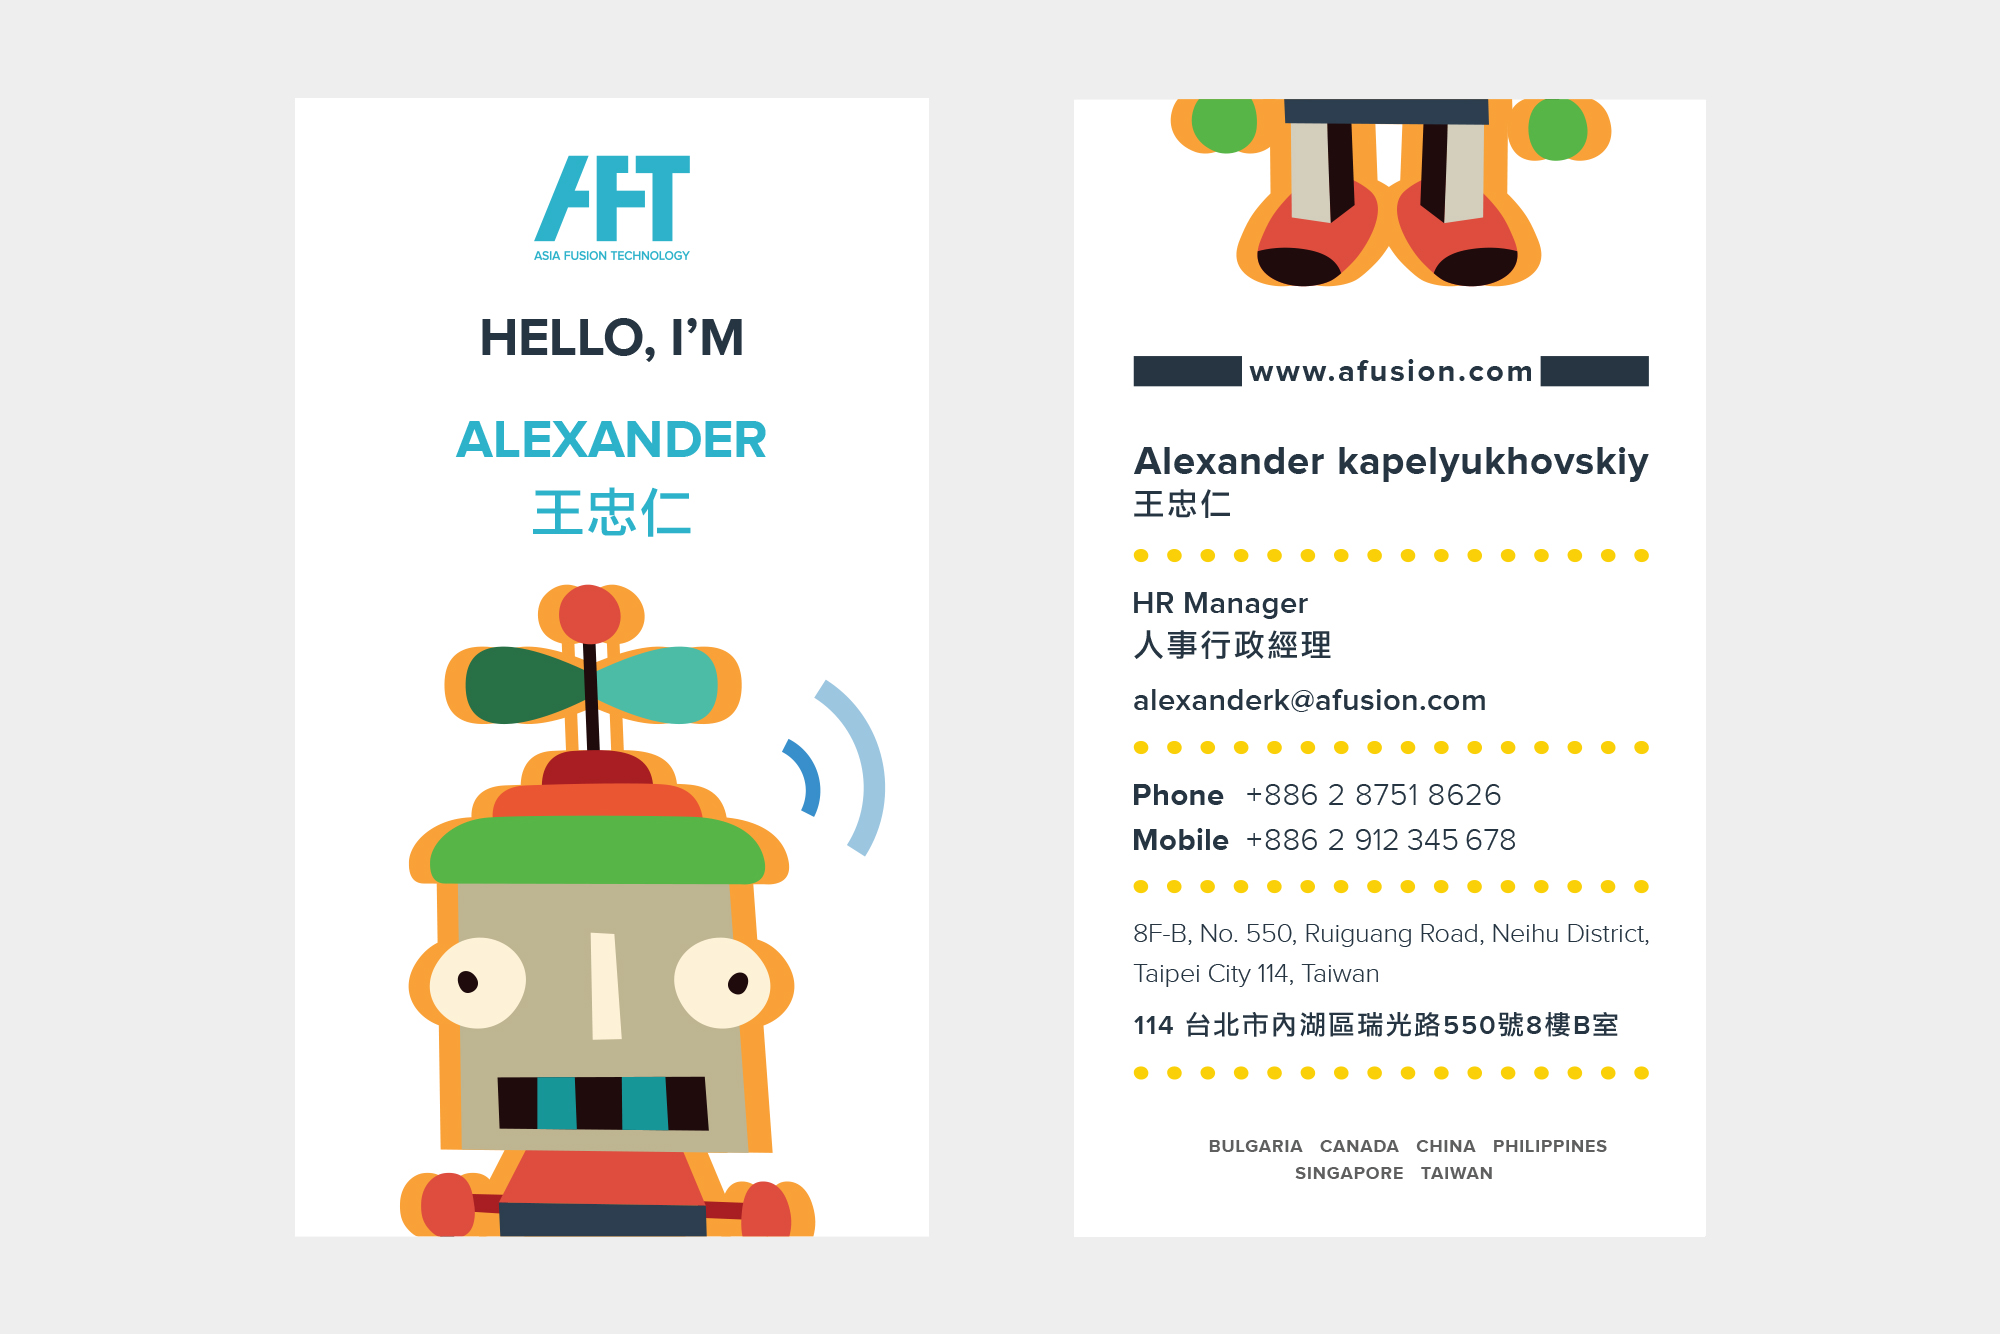 AFT
ASIA FUSION TECHNOLOGY
HELLO, I’M
ALEXANDER
王忠仁
www.afusion.com
Alexander kapelyukhovskiy
王忠仁
HR Manager
人事行政經理
alexanderk@afusion.com
Phone +886 2 8751 8626
Mobile +886 2 912 345 678
8F-B, No. 550, Ruiguang Road, Neihu District,
Taipei City 114, Taiwan
114 台北市內湖區瑞光路550號8樓B室
BULGARIA CANADA CHINA PHILIPPINES
SINGAPORE TAIWAN